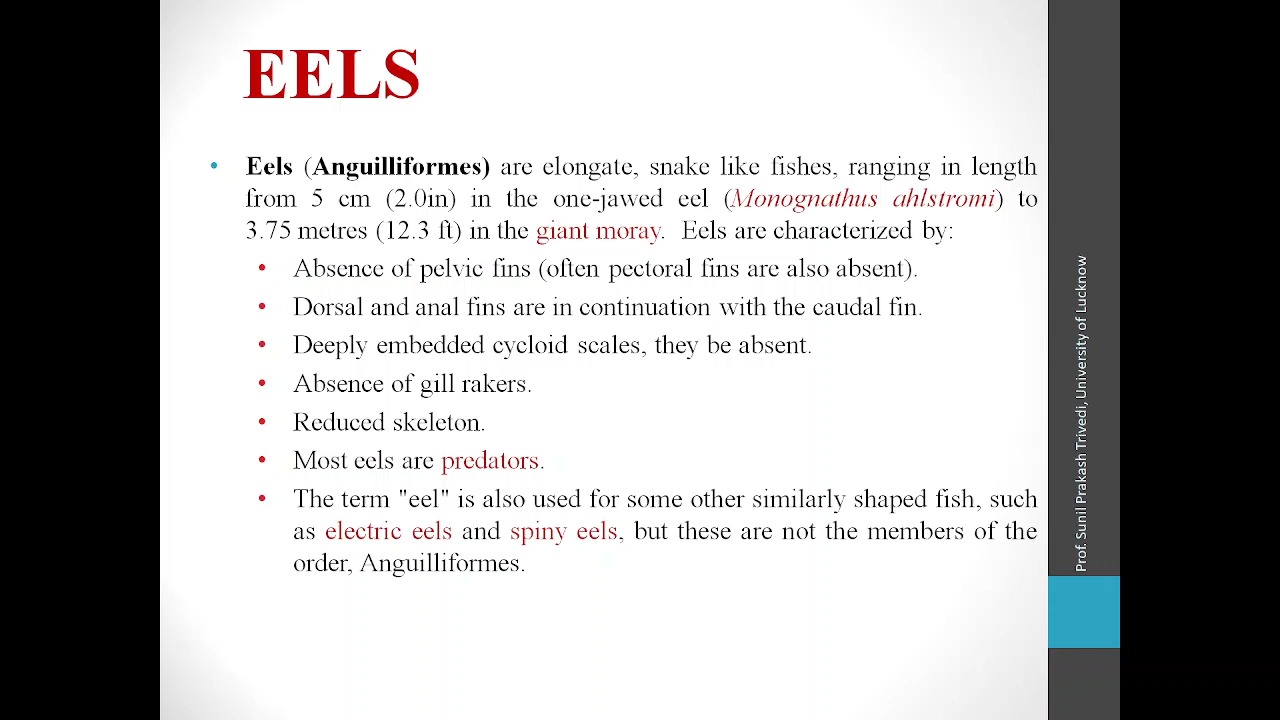 EELS
• Eels (Anguilliformes) are elongate, snake like fishes, ranging in length
from 5 cm (2.0in) in the one-jawed eel (Monognathus ahlstromi) to
3.75 metres (12.3 ft) in the giant moray. Eels are characterized by:
• Absence of pelvic fins (often pectoral fins are also absent).
• Dorsal and anal fins are in continuation with the caudal fin.
• Deeply embedded cycloid scales, they be absent.
• Absence of gill rakers.
• Reduced skeleton.
• Most eels are predators.
• The term "eel" is also used for some other similarly shaped fish, such
as electric eels and spiny eels, but these are not the members of the
order, Anguilliformes.
Prof. Sunil Prakash Trivedi, University of Lucknow